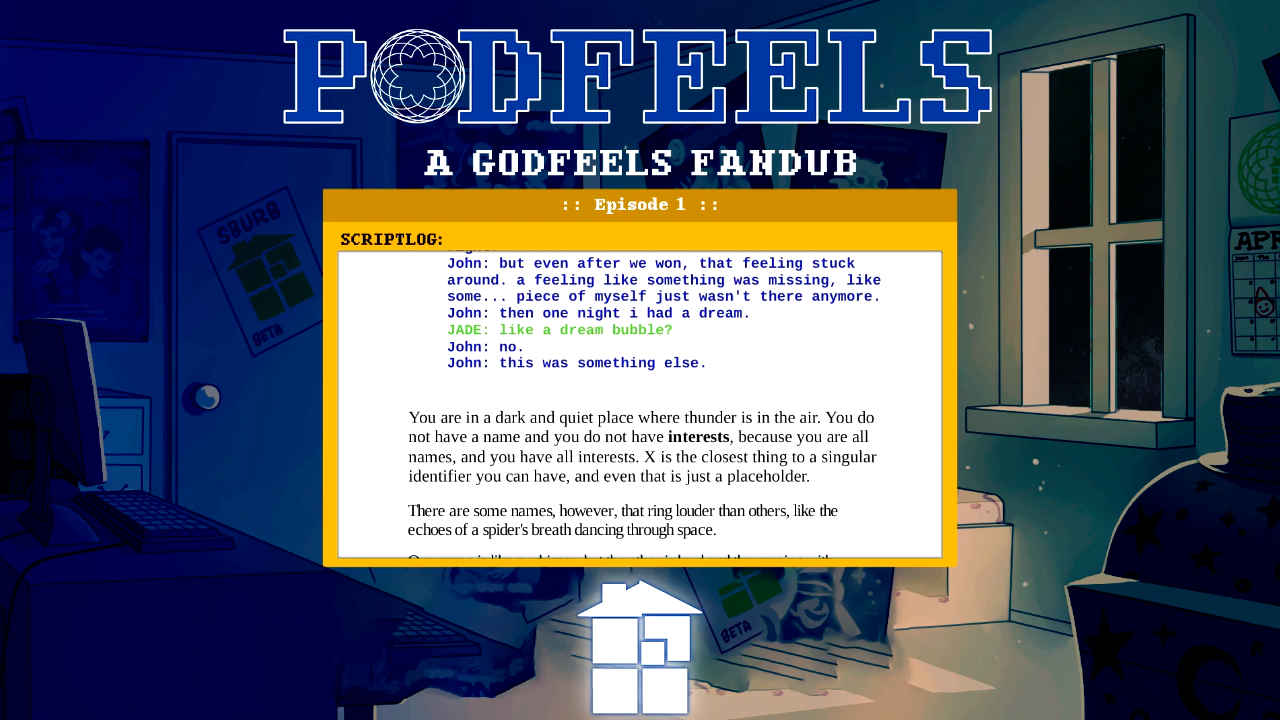 PODFEELS
A GODFEELS FANDUB
:: Episode 1 ::
SCRIPTLOG:
John: but even after we won, that feeling stuck
around. a feeling like something was missing, like
some... piece of myself just wasn't there anymore.
John: then one night i had a dream.
JADE: like a dream bubble?
John: no.
John: this was something else.
You are in a dark and quiet place where thunder is in the air. You do
not have a name and you do not have interests, because you are all
names, and you have all interests. X is the closest thing to a singular
identifier you can have, and even that is just a placeholder.
There are some names, however, that ring louder than others, like the
echoes of a spider's breath dancing through space.
SBURB
BETA
APR
BETA